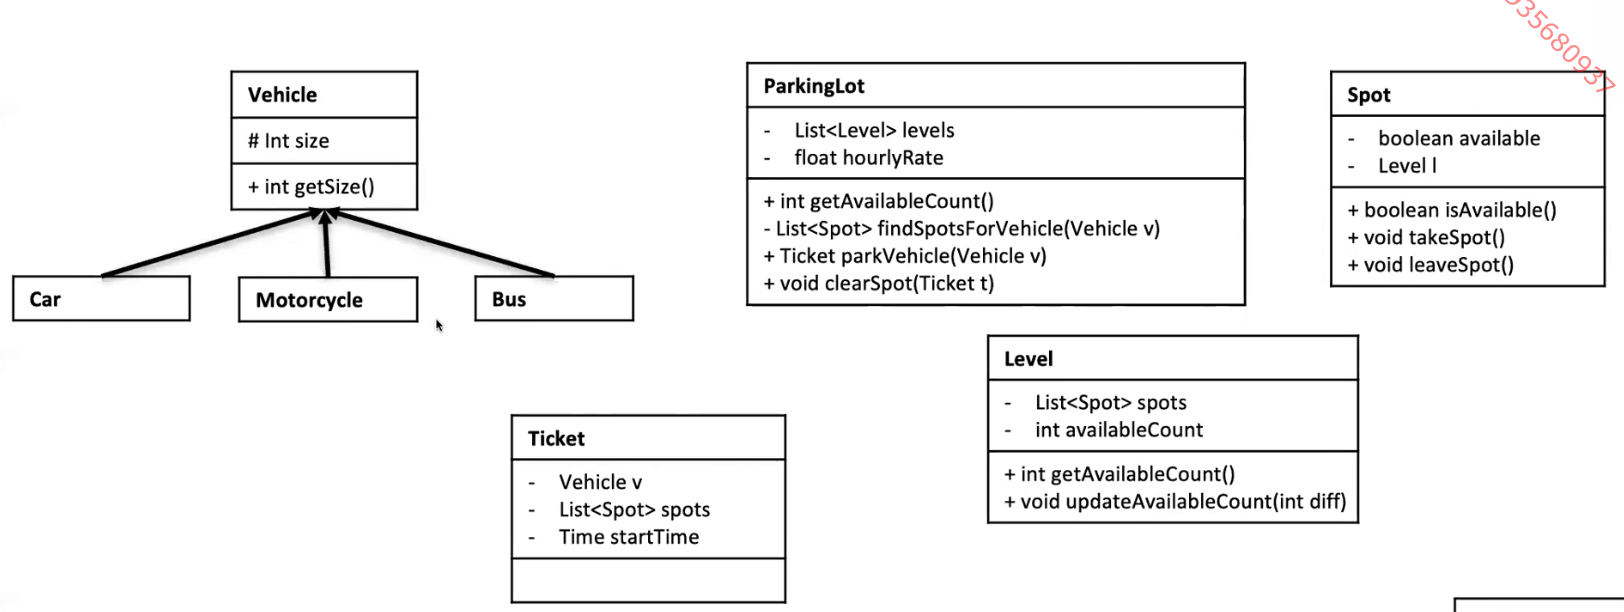 Vehicle
# Int size
+ int getSize()
Car
Motorcycle
Bus
ParkingLot
- List<Level> levels
- float hourlyRate
+ int getAvailableCount()
- List<Spot> findSpotsForVehicle(Vehicle v)
+ Ticket parkVehicle(Vehicle v)
+ void clearSpot(Ticket t)
Spot
- boolean available
- Level l
+ boolean isAvailable()
+ void takeSpot()
+ void leaveSpot()
Level
- List<Spot> spots
- int availableCount
+ int getAvailableCount()
+ void updateAvailableCount(int diff)
Ticket
- Vehicle v
- List<Spot> spots
- Time startTime